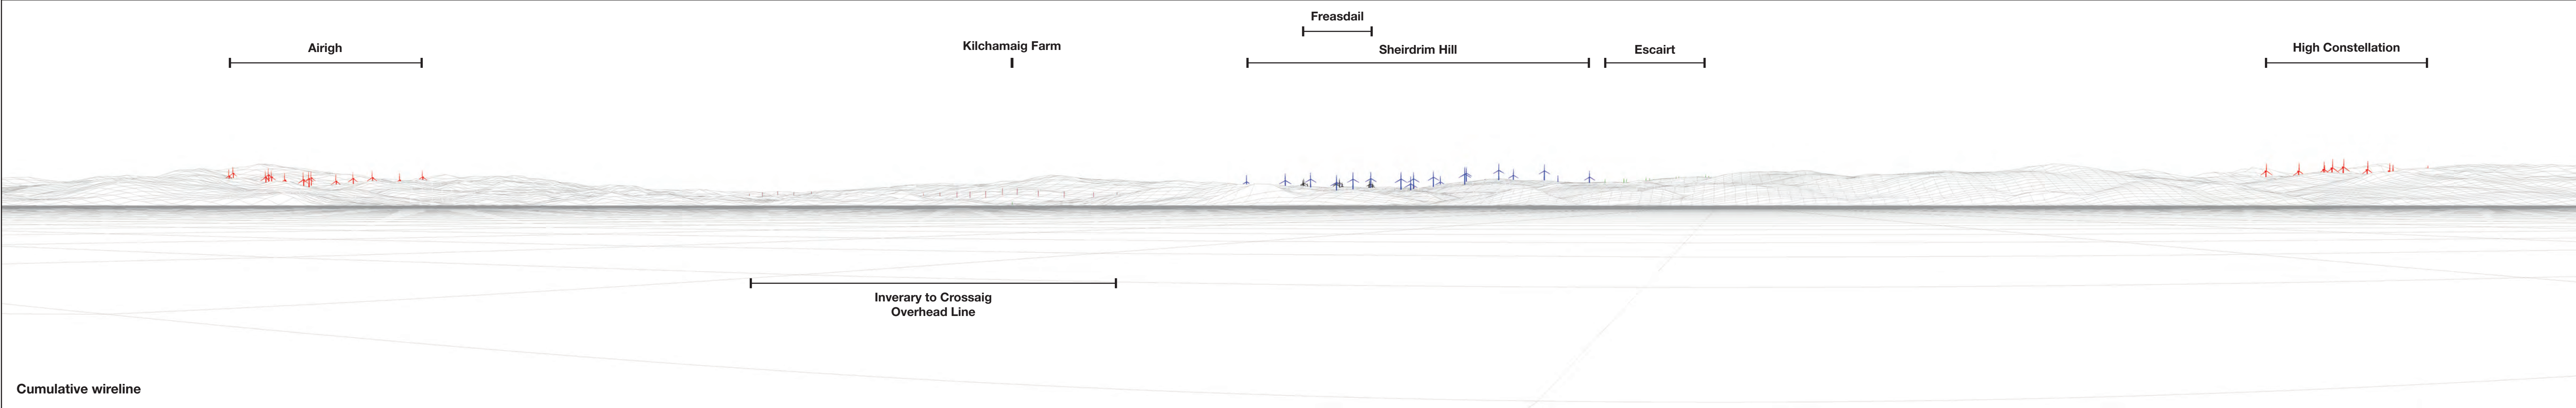 Freasdail
Airigh
Kilchamaig Farm
Sheirdrim Hill
Escairt
High Constellation
Inverary to Crossaig
Overhead Line
Cumulative wireline